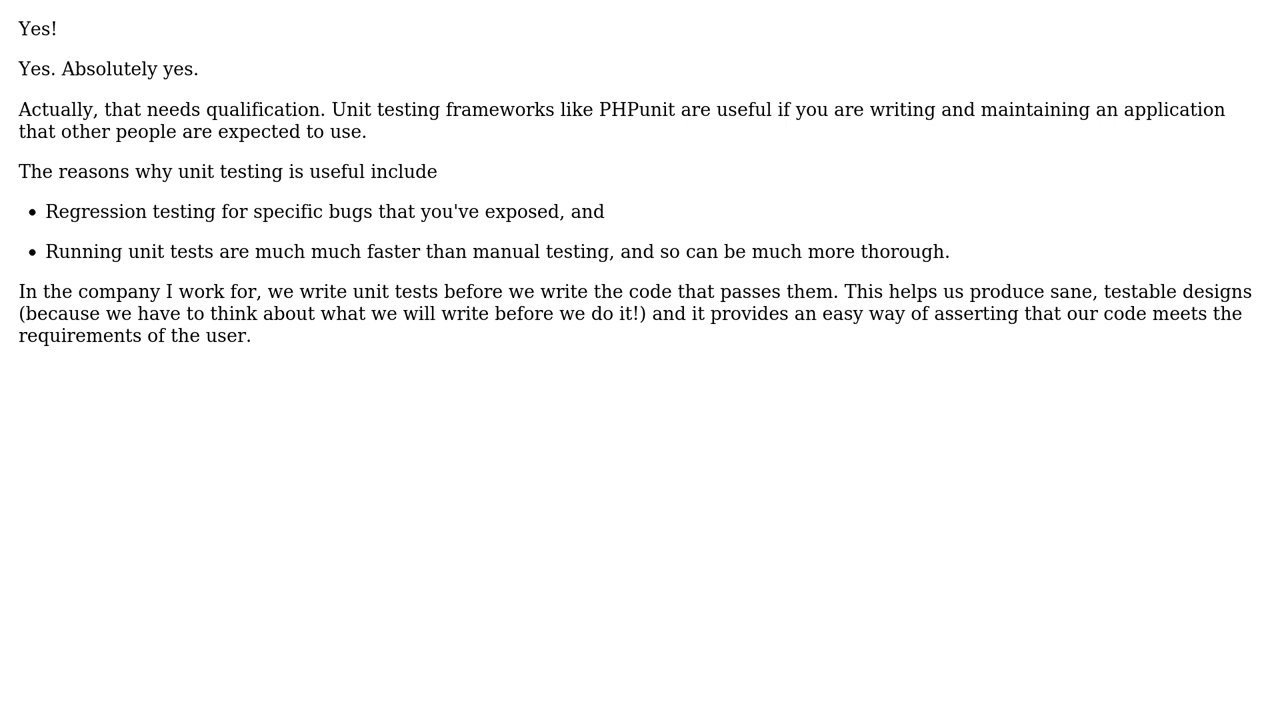 Yes!
Yes. Absolutely yes.
Actually, that needs qualification. Unit testing frameworks like PHPunit are useful if you are writing and maintaining an application
that other people are expected to use.
The reasons why unit testing is useful include
• Regression testing for specific bugs that you've exposed, and
• Running unit tests are much much faster than manual testing, and so can be much more thorough.
In the company I work for, we write unit tests before we write the code that passes them. This helps us produce sane, testable designs
(because we have to think about what we will write before we do it!) and it provides an easy way of asserting that our code meets the
requirements of the user.